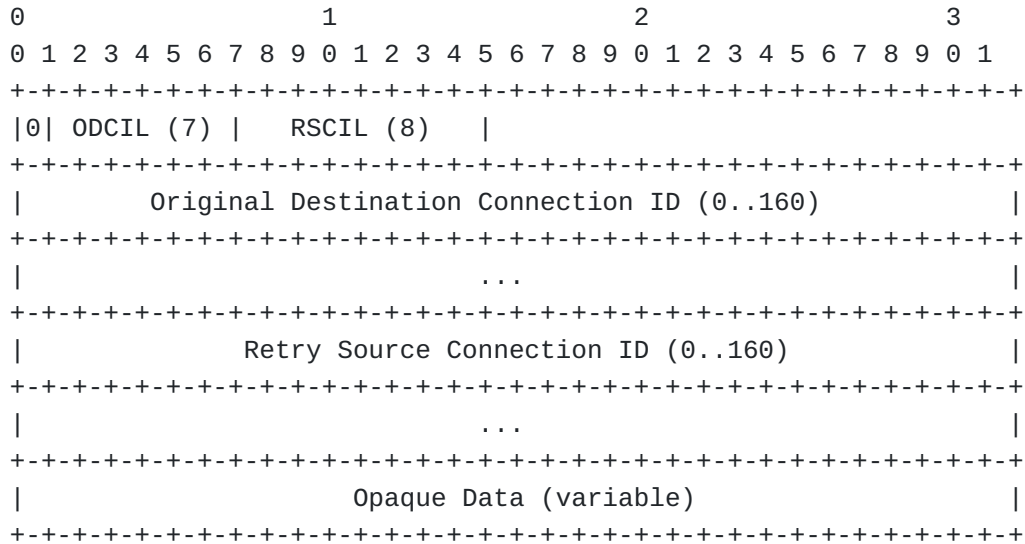 0                   1                   2                   3
0 1 2 3 4 5 6 7 8 9 0 1 2 3 4 5 6 7 8 9 0 1 2 3 4 5 6 7 8 9 0 1
+-+-+-+-+-+-+-+-+-+-+-+-+-+-+-+-+-+-+-+-+-+-+-+-+-+-+-+-+-+-+-+-+
|0| ODCIL (7) |   RSCIL (8)   |
+-+-+-+-+-+-+-+-+-+-+-+-+-+-+-+-+-+-+-+-+-+-+-+-+-+-+-+-+-+-+-+-+
|        Original Destination Connection ID (0..160)            |
+-+-+-+-+-+-+-+-+-+-+-+-+-+-+-+-+-+-+-+-+-+-+-+-+-+-+-+-+-+-+-+-+
|                             ...                               |
+-+-+-+-+-+-+-+-+-+-+-+-+-+-+-+-+-+-+-+-+-+-+-+-+-+-+-+-+-+-+-+-+
|              Retry Source Connection ID (0..160)              |
+-+-+-+-+-+-+-+-+-+-+-+-+-+-+-+-+-+-+-+-+-+-+-+-+-+-+-+-+-+-+-+-+
|                             ...                               |
+-+-+-+-+-+-+-+-+-+-+-+-+-+-+-+-+-+-+-+-+-+-+-+-+-+-+-+-+-+-+-+-+
|                     Opaque Data (variable)                    |
+-+-+-+-+-+-+-+-+-+-+-+-+-+-+-+-+-+-+-+-+-+-+-+-+-+-+-+-+-+-+-+-+